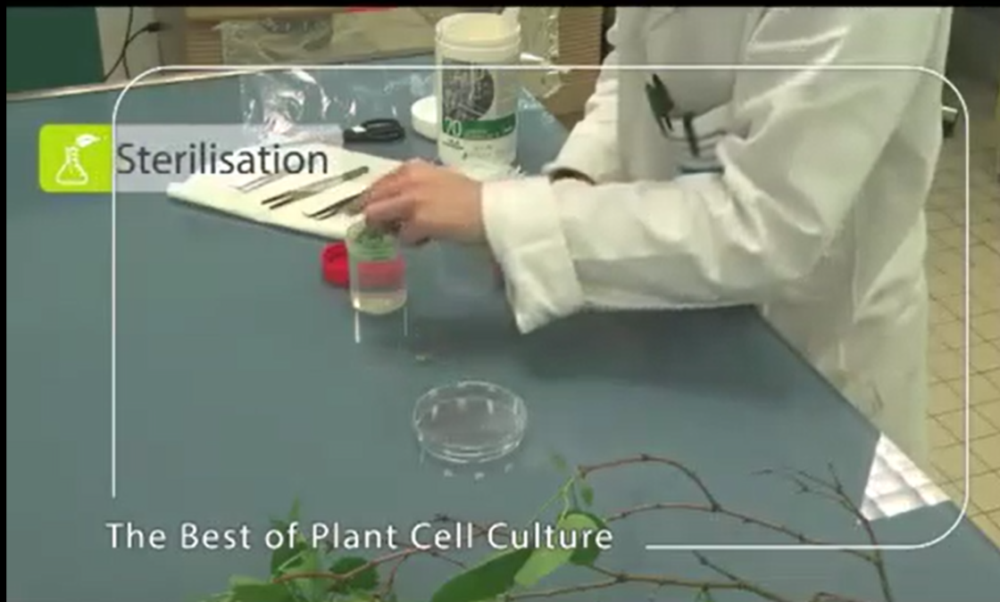 Sterilisation
70
The Best of Plant Cell Culture